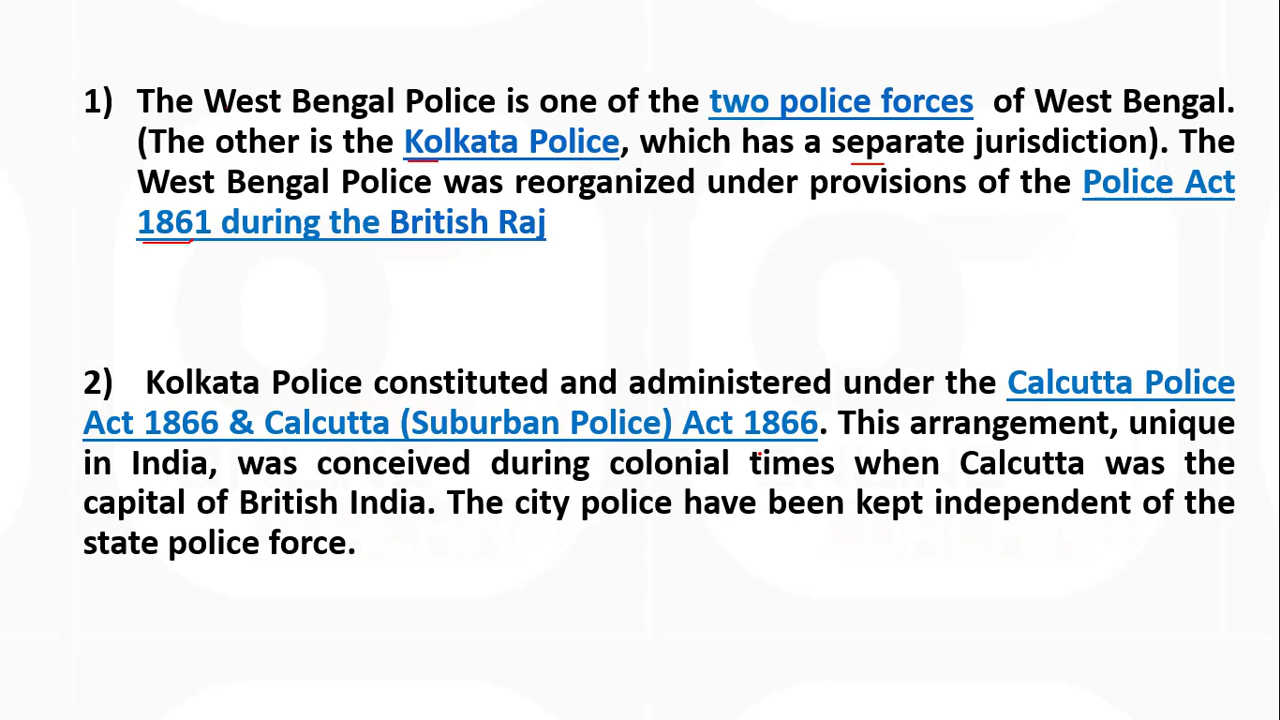 1) The West Bengal Police is one of the two police forces of West Bengal.
(The other is the Kolkata Police, which has a separate jurisdiction). The
West Bengal Police was reorganized under provisions of the Police Act
1861 during the British Raj
2) Kolkata Police constituted and administered under the Calcutta Police
Act 1866 & Calcutta (Suburban Police) Act 1866. This arrangement, unique
in India, was conceived during colonial times when Calcutta was the
capital of British India. The city police have been kept independent of the
state police force.